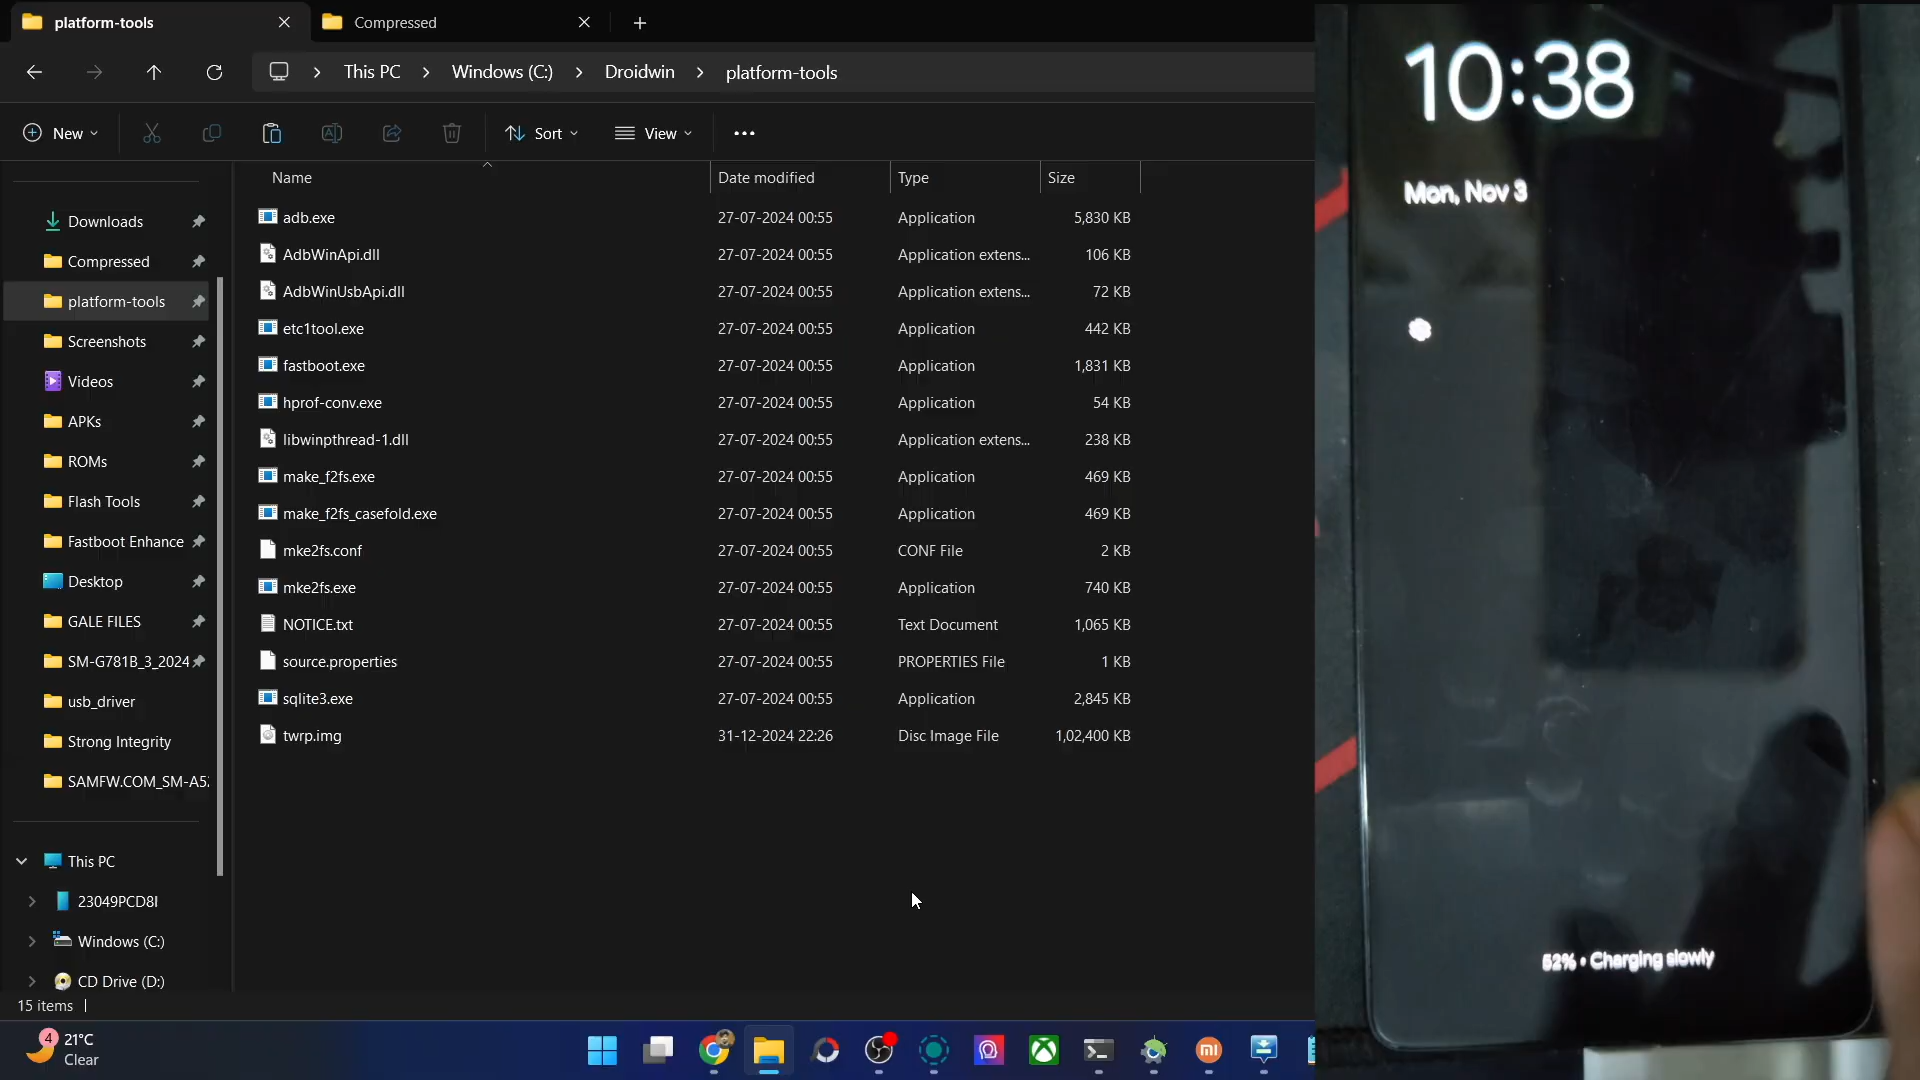 platform-tools
Compressed
This PC > Windows (C:) > Droidwin > platform-tools
New
Sort
View
Name
Date modified
Type
Size
Downloads
Compressed
platform-tools
Screenshots
Videos
APKs
ROMs
Flash Tools
Fastboot Enhance
Desktop
GALE FILES
SM-G781B_3_2024
usb_driver
Strong Integrity
SAMFW.COM_SM-A5
This PC
23049PCD8I
Windows (C:)
CD Drive (D:)
adb.exe 27-07-2024 00:55 Application 5,830 KB
AdbWinApi.dll 27-07-2024 00:55 Application extens... 106 KB
AdbWinUsbApi.dll 27-07-2024 00:55 Application extens... 72 KB
etc1tool.exe 27-07-2024 00:55 Application 442 KB
fastboot.exe 27-07-2024 00:55 Application 1,831 KB
hprof-conv.exe 27-07-2024 00:55 Application 54 KB
libwinpthread-1.dll 27-07-2024 00:55 Application extens... 238 KB
make_f2fs.exe 27-07-2024 00:55 Application 469 KB
make_f2fs_casefold.exe 27-07-2024 00:55 Application 469 KB
mke2fs.conf 27-07-2024 00:55 CONF File 2 KB
mke2fs.exe 27-07-2024 00:55 Application 740 KB
NOTICE.txt 27-07-2024 00:55 Text Document 1,065 KB
source.properties 27-07-2024 00:55 PROPERTIES File 1 KB
sqlite3.exe 27-07-2024 00:55 Application 2,845 KB
twrp.img 31-12-2024 22:26 Disc Image File 1,02,400 KB
15 items
4
21°C
Clear
mi
10:38
Mon, Nov 3
52% • Charging slowly